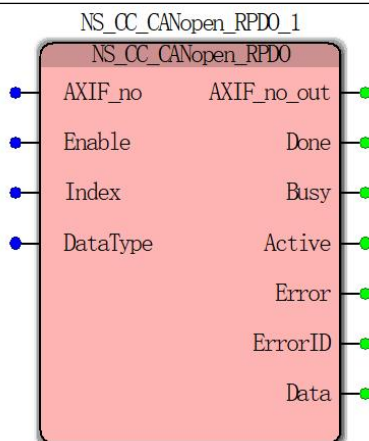 NS_CC_CANopen_RPDO_1
NS_CC_CANopen_RPDO
AXIF_no AXIF_no_out
Enable Done
Index Busy
DataType Active
Error
ErrorID
Data